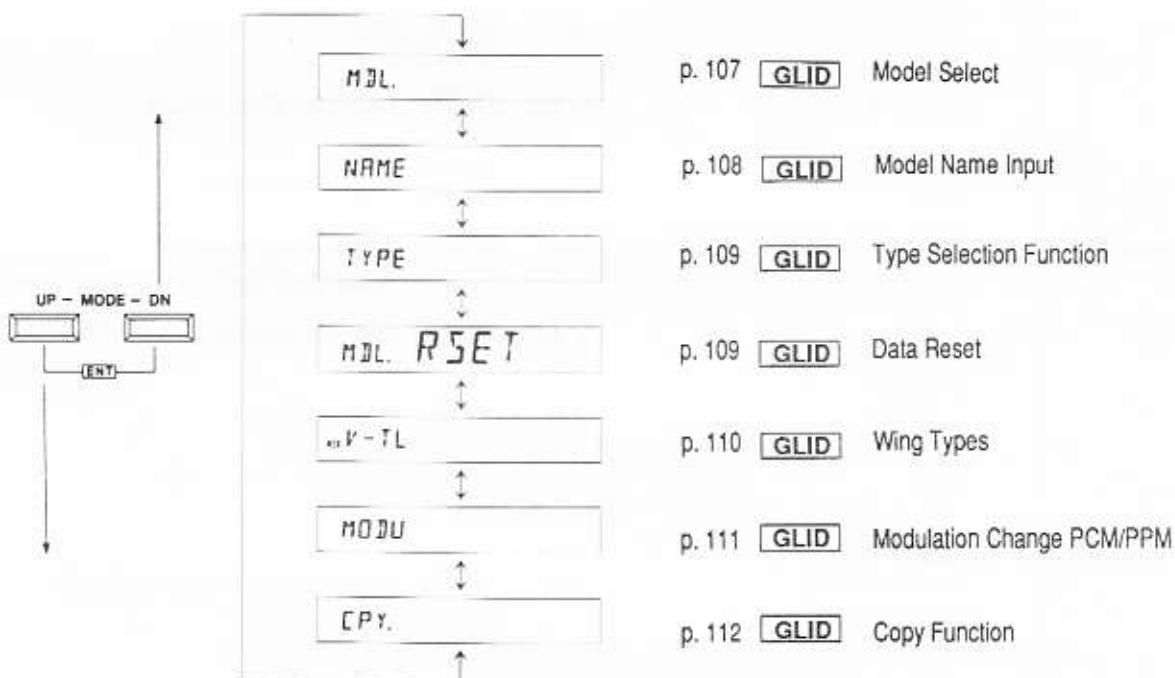 MDL. p. 107 GLID Model Select
NAME p. 108 GLID Model Name Input
TYPE p. 109 GLID Type Selection Function
UP – MODE – DN
ENT
MDL. RSET p. 109 GLID Data Reset
V-TL p. 110 GLID Wing Types
MODU p. 111 GLID Modulation Change PCM/PPM
CPY. p. 112 GLID Copy Function